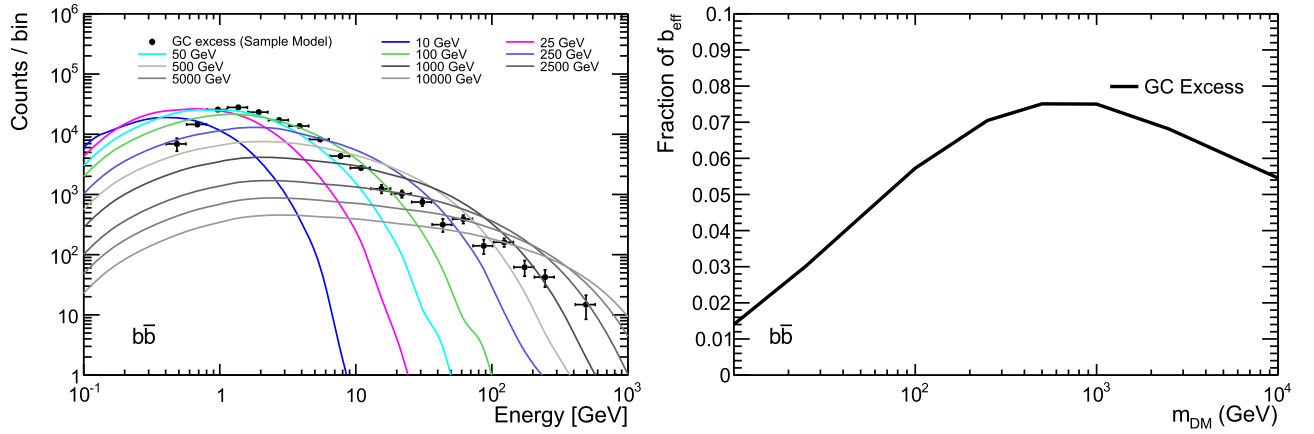 Counts / bin
10⁶
10⁵
10⁴
10³
10²
10
1
GC excess (Sample Model)
10 GeV
25 GeV
50 GeV
100 GeV
250 GeV
500 GeV
1000 GeV
2500 GeV
5000 GeV
10000 GeV
bb̅
10⁻¹
1
10
10²
10³
Energy [GeV]
Fraction of b_eff
0.1
0.09
0.08
0.07
0.06
0.05
0.04
0.03
0.02
0.01
0
GC Excess
bb̅
10²
10³
10⁴
m_DM (GeV)